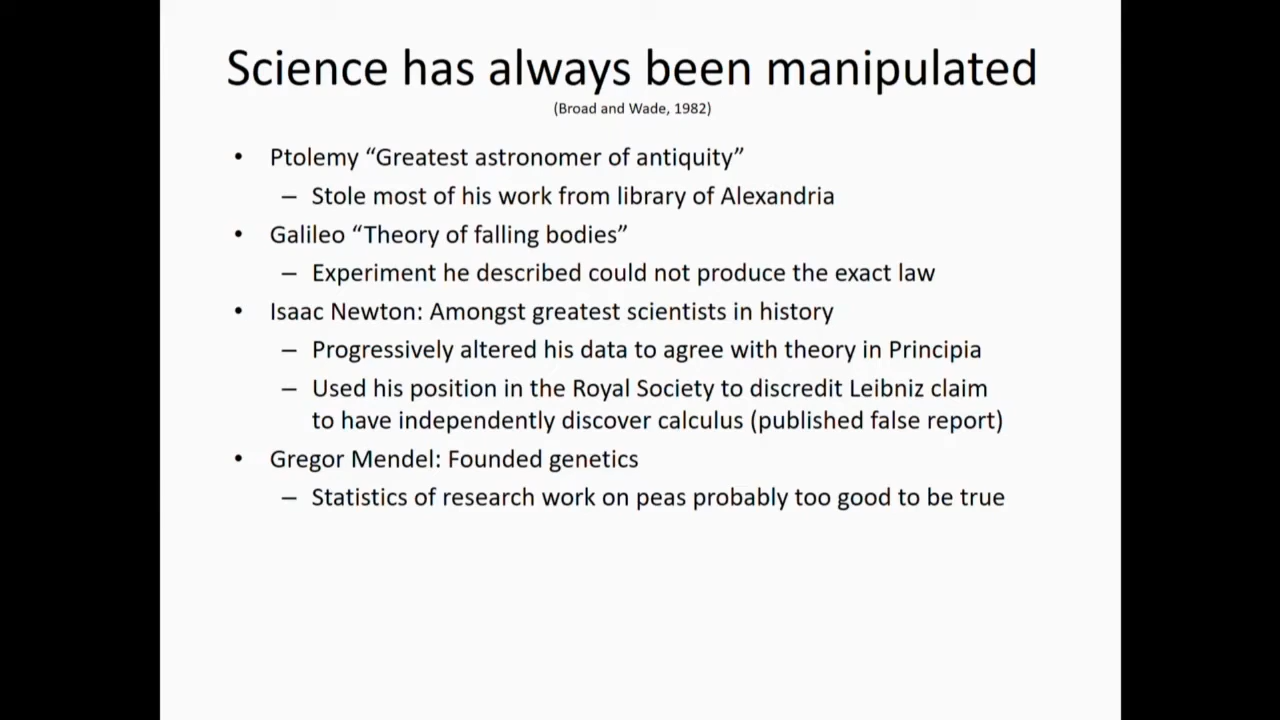 Science has always been manipulated
(Broad and Wade, 1982)
• Ptolemy “Greatest astronomer of antiquity”
– Stole most of his work from library of Alexandria
• Galileo “Theory of falling bodies”
– Experiment he described could not produce the exact law
• Isaac Newton: Amongst greatest scientists in history
– Progressively altered his data to agree with theory in Principia
– Used his position in the Royal Society to discredit Leibniz claim
to have independently discover calculus (published false report)
• Gregor Mendel: Founded genetics
– Statistics of research work on peas probably too good to be true